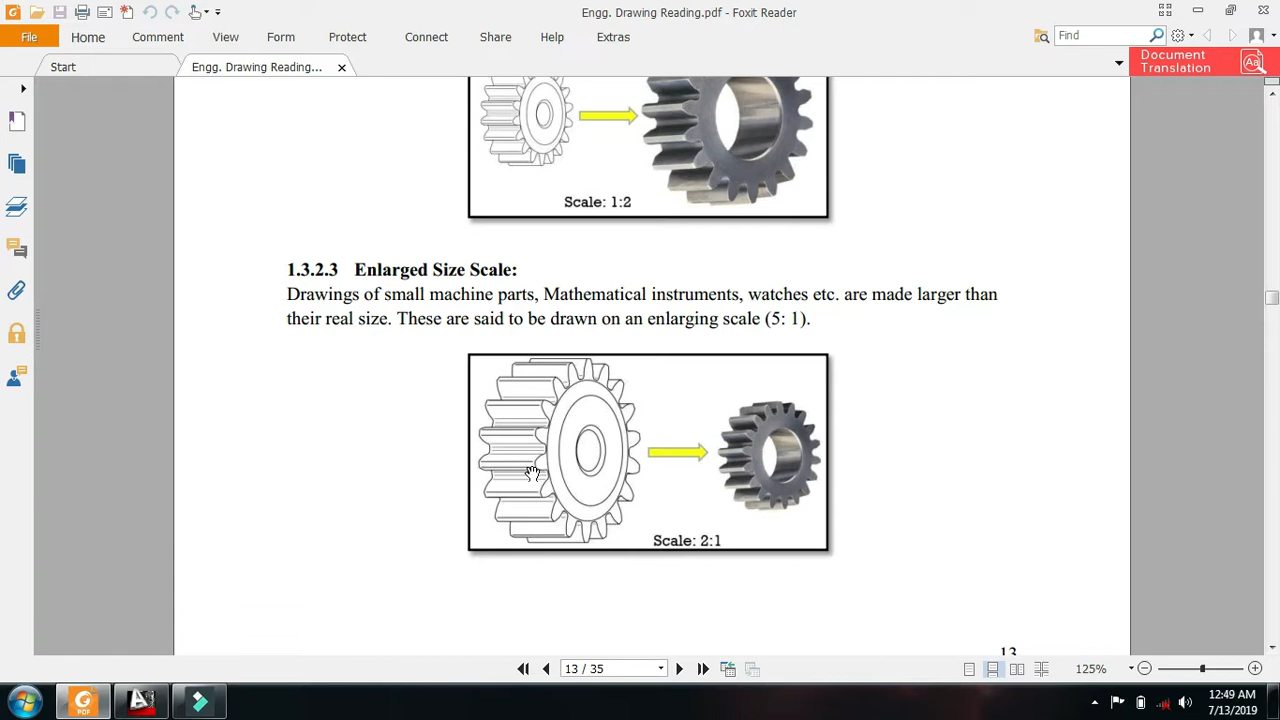 Engg. Drawing Reading.pdf - Foxit Reader
File Home Comment View Form Protect Connect Share Help Extras Find
Start Engg. Drawing Reading...
Document
Translation
Scale: 1:2
1.3.2.3 Enlarged Size Scale:
Drawings of small machine parts, Mathematical instruments, watches etc. are made larger than
their real size. These are said to be drawn on an enlarging scale (5: 1).
Scale: 2:1
13
13 / 35
125%
PDF
12:49 AM
7/13/2019